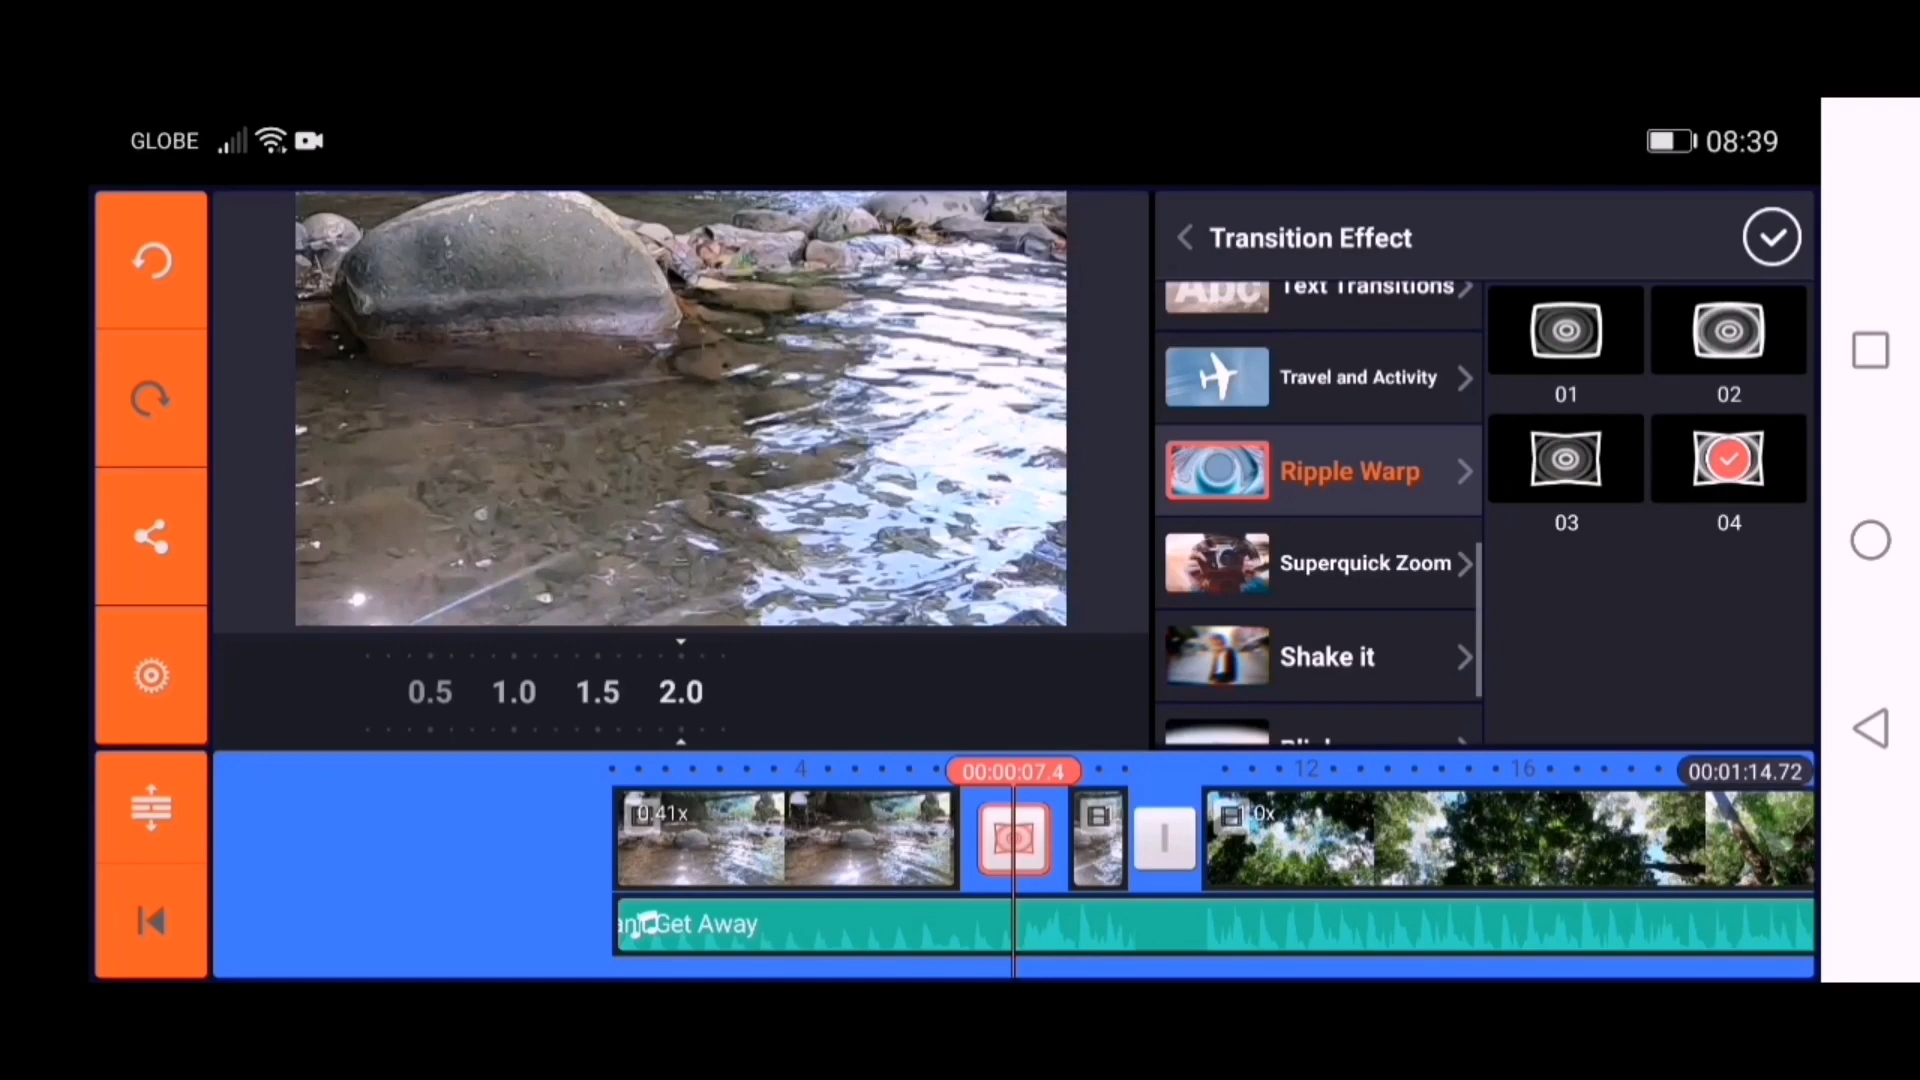 GLOBE
08:39
Transition Effect
Abc Text Transitions
Travel and Activity
Ripple Warp
Superquick Zoom
Shake it
01
02
03
04
0.5 1.0 1.5 2.0
4
00:00:07.4
12
16
00:01:14.72
0.41x
Get Away